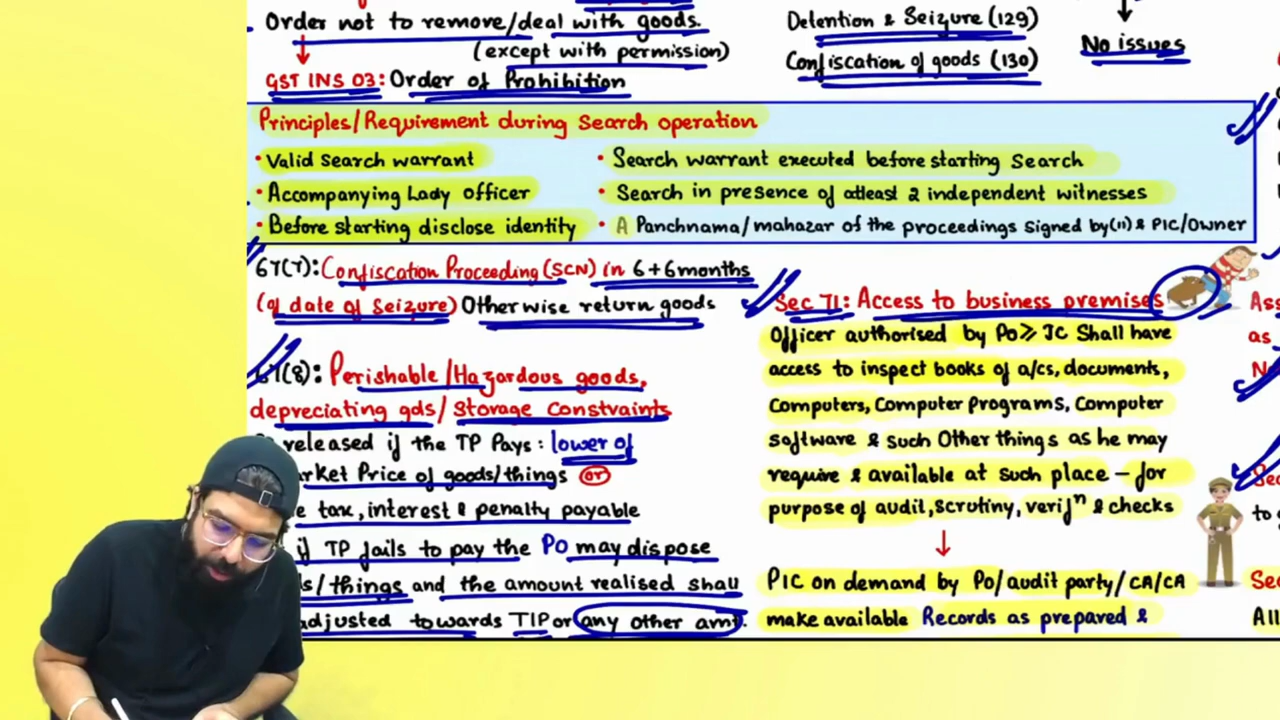 Order not to remove/deal with goods.
(except with permission)
GST INS 03: Order of Prohibition
Detention & Seizure (129)
Confiscation of goods (130)
No issues
Principles/Requirement during Search operation
• Valid Search warrant
• Accompanying Lady officer
• Before starting disclose identity
• Search warrant executed before starting Search
• Search in presence of atleast 2 independent witnesses
• A Panchnama/mahazar of the proceedings signed by(11) & PIC/Owner
67(7): Confiscation Proceeding (SCN) in 6+6months
(of date of Seizure) Otherwise return goods
67(8): Perishable/Hazardous goods,
depreciating gds/Storage Constraints
released if the TP Pays: lower of
Market Price of goods/things or
tax, interest & penalty payable
if TP fails to pay the PO may dispose
/things and the amount realised shall
adjusted towards TIP or any other amt.
Sec 71: Access to business premises
Officer authorised by PO ≥ JC Shall have
access to inspect books of a/cs, documents,
Computers, Computer Programs, Computer
software & such Other things as he may
require & available at such place – for
purpose of audit, scrutiny, verifⁿ & checks
↓
PIC on demand by PO/audit party/CA/CA
make available Records as prepared &
as
to
All